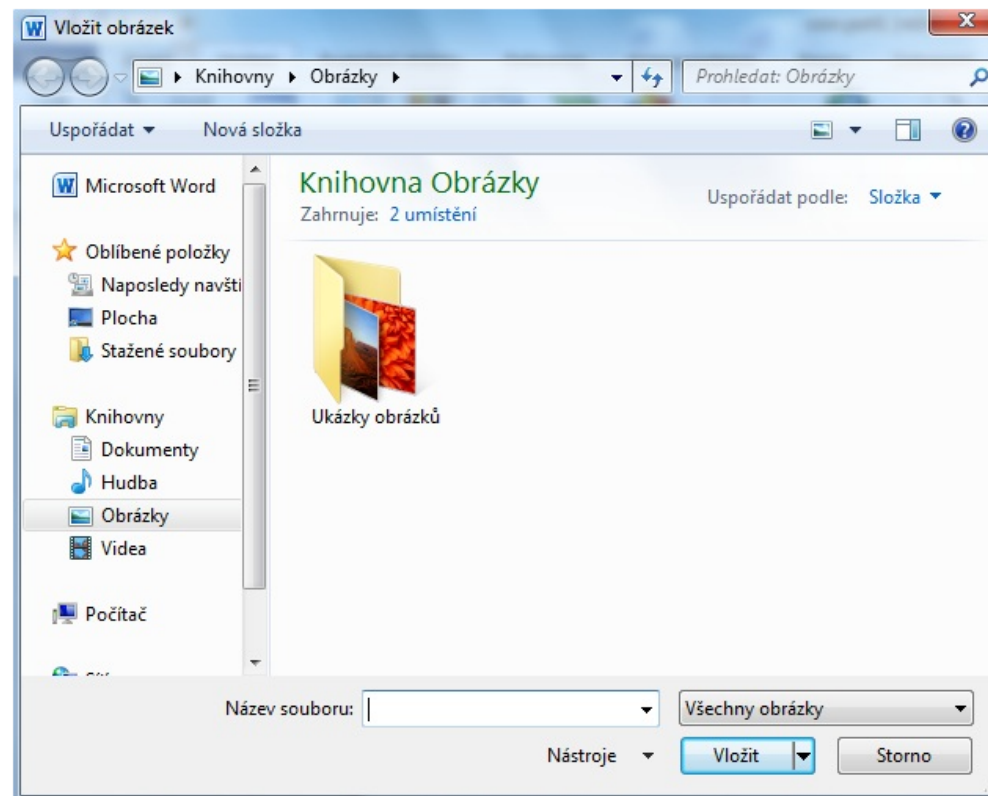 Vložit obrázek
Knihovny Obrázky
Prohledat: Obrázky
Uspořádat Nová složka
Microsoft Word
Oblíbené položky
Naposledy navšti
Plocha
Stažené soubory
Knihovny
Dokumenty
Hudba
Obrázky
Videa
Počítač
Knihovna Obrázky
Zahrnuje: 2 umístění
Uspořádat podle: Složka
Ukázky obrázků
Název souboru:
Všechny obrázky
Nástroje Vložit Storno